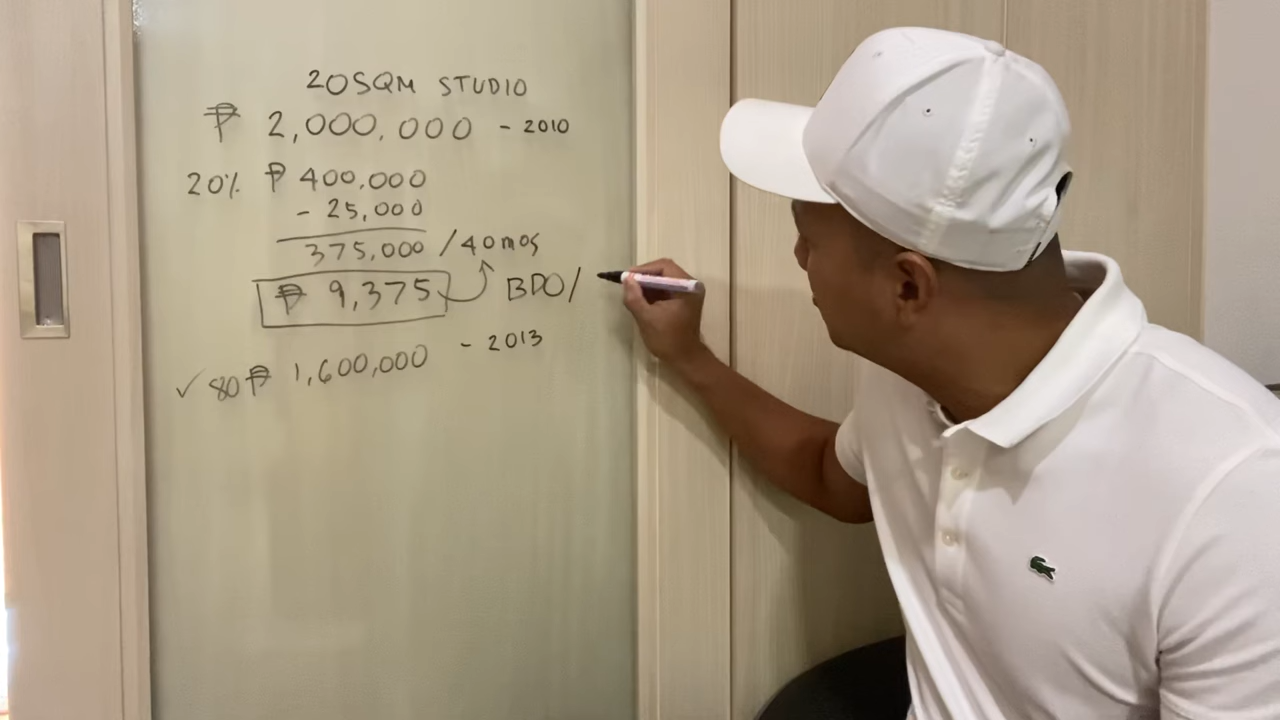 20SQM STUDIO
₱ 2,000,000 - 2010
20% ₱ 400,000
- 25,000
375,000 / 40mos
₱ 9,375
BDO/
- 2013
✓ 80 ₱ 1,600,000